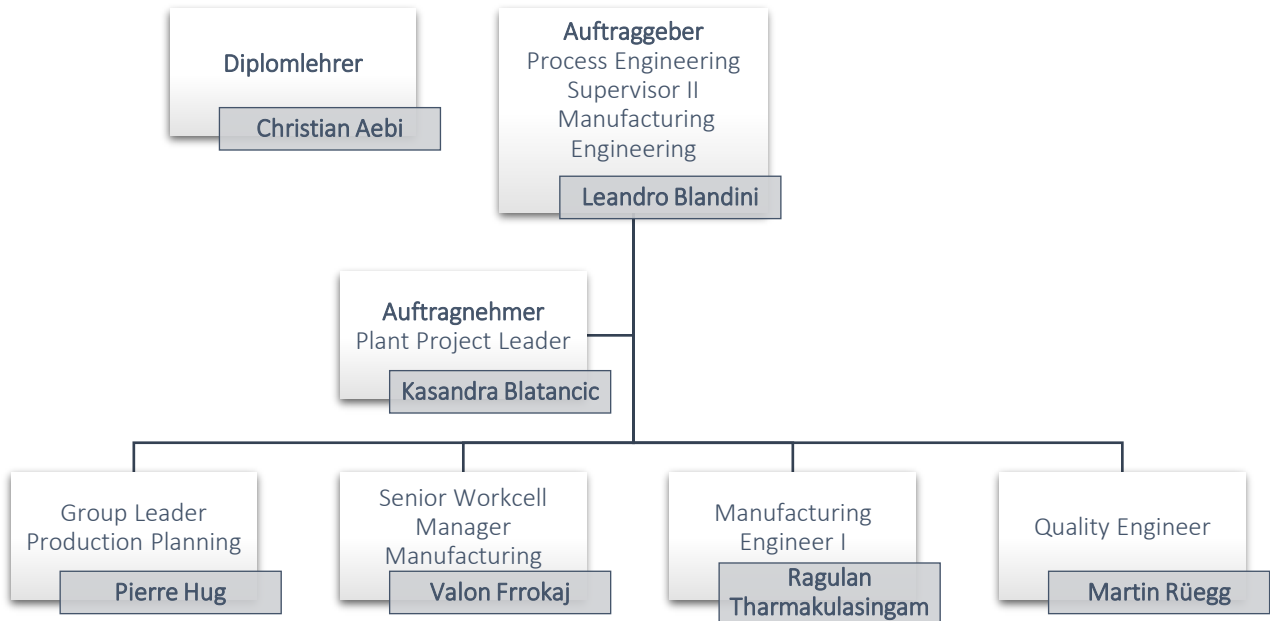 Diplomlehrer
Christian Aebi
Auftraggeber
Process Engineering
Supervisor II
Manufacturing
Engineering
Leandro Blandini
Auftragnehmer
Plant Project Leader
Kasandra Blatancic
Group Leader
Production Planning
Pierre Hug
Senior Workcell
Manager
Manufacturing
Valon Frrokaj
Manufacturing
Engineer I
Ragulan
Tharmakulasingam
Quality Engineer
Martin Rüegg